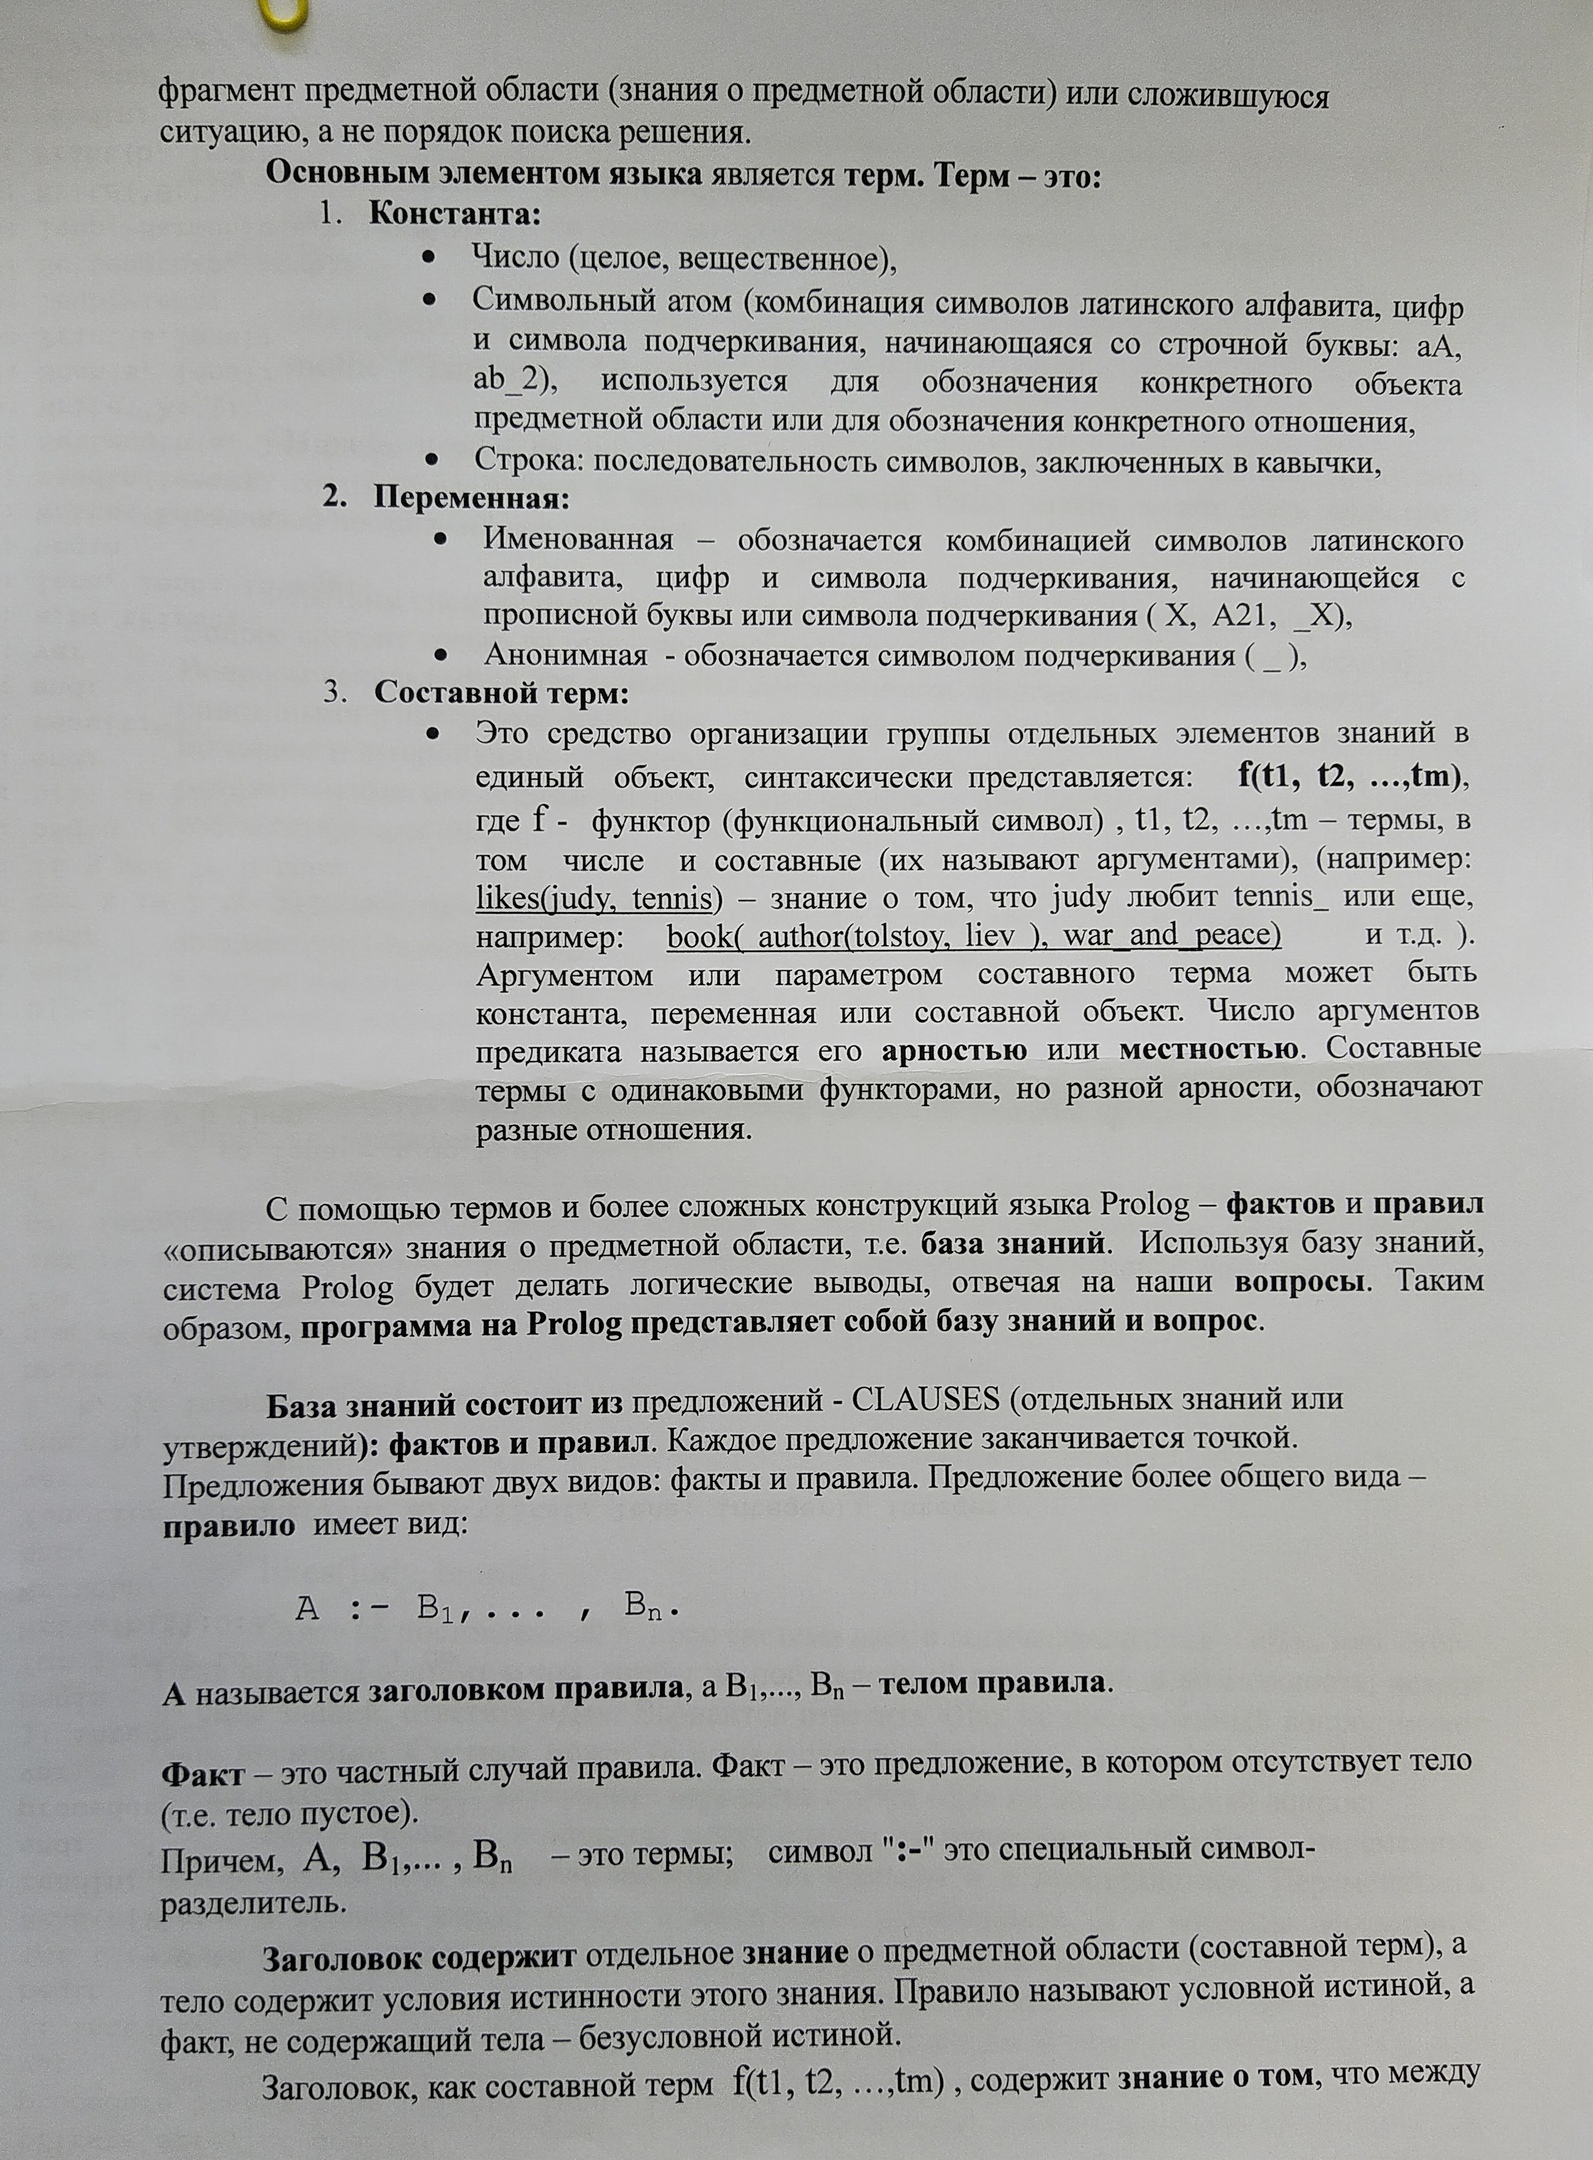 фрагмент предметной области (знания о предметной области) или сложившуюся
ситуацию, а не порядок поиска решения.
Основным элементом языка является терм. Терм – это:
1. Константа:
• Число (целое, вещественное),
• Символьный атом (комбинация символов латинского алфавита, цифр
и символа подчеркивания, начинающаяся со строчной буквы: aA,
ab_2), используется для обозначения конкретного объекта
предметной области или для обозначения конкретного отношения,
• Строка: последовательность символов, заключенных в кавычки,
2. Переменная:
• Именованная – обозначается комбинацией символов латинского
алфавита, цифр и символа подчеркивания, начинающейся с
прописной буквы или символа подчеркивания ( X, A21, _X),
• Анонимная - обозначается символом подчеркивания ( _ ),
3. Составной терм:
• Это средство организации группы отдельных элементов знаний в
единый объект, синтаксически представляется: f(t1, t2, …,tm),
где f - функтор (функциональный символ) , t1, t2, …,tm – термы, в
том числе и составные (их называют аргументами), (например:
likes(judy, tennis) – знание о том, что judy любит tennis_ или еще,
например: book( author(tolstoy, liev ), war_and_peace) и т.д. ).
Аргументом или параметром составного терма может быть
константа, переменная или составной объект. Число аргументов
предиката называется его арностью или местностью. Составные
термы с одинаковыми функторами, но разной арности, обозначают
разные отношения.
С помощью термов и более сложных конструкций языка Prolog – фактов и правил
«описываются» знания о предметной области, т.е. база знаний. Используя базу знаний,
система Prolog будет делать логические выводы, отвечая на наши вопросы. Таким
образом, программа на Prolog представляет собой базу знаний и вопрос.
База знаний состоит из предложений - CLAUSES (отдельных знаний или
утверждений): фактов и правил. Каждое предложение заканчивается точкой.
Предложения бывают двух видов: факты и правила. Предложение более общего вида –
правило имеет вид:
A :- B₁,... , Bₙ.
А называется заголовком правила, а B₁,..., Bₙ – телом правила.
Факт – это частный случай правила. Факт – это предложение, в котором отсутствует тело
(т.е. тело пустое).
Причем, A, B₁,... , Bₙ – это термы; символ ":-" это специальный символ-
разделитель.
Заголовок содержит отдельное знание о предметной области (составной терм), а
тело содержит условия истинности этого знания. Правило называют условной истиной, а
факт, не содержащий тела – безусловной истиной.
Заголовок, как составной терм f(t1, t2, …,tm) , содержит знание о том, что между